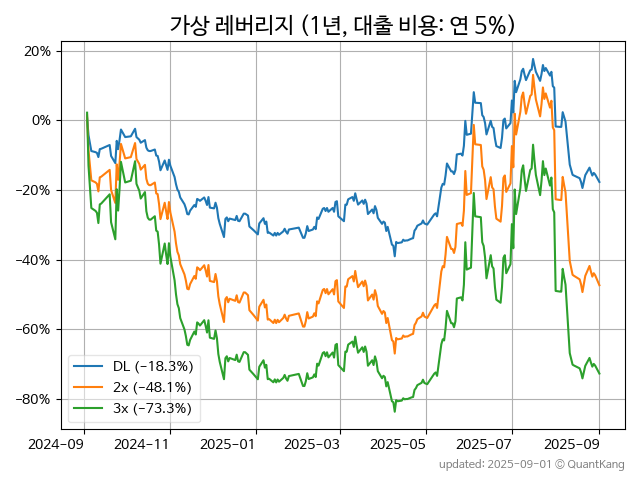 가상 레버리지 (1년, 대출 비용: 연 5%)
20%
0%
−20%
−40%
−60%
−80%
DL (−18.3%)
2x (−48.1%)
3x (−73.3%)
2024-09 2024-11 2025-01 2025-03 2025-05 2025-07 2025-09
updated: 2025-09-01 © QuantKang